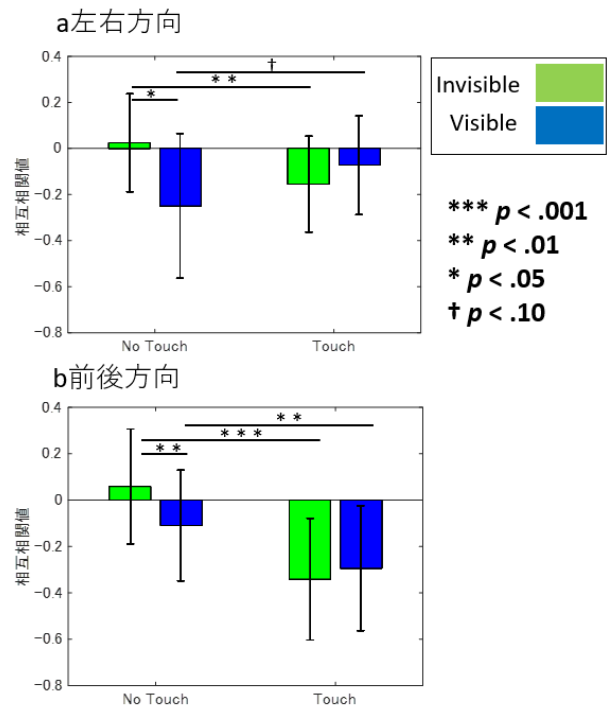 a左右方向
0.4
0.2
0
−0.2
−0.4
−0.6
−0.8
相互相関値
†
**
*
No Touch
Touch
Invisible
Visible
*** p < .001
** p < .01
* p < .05
† p < .10
b前後方向
0.4
0.2
0
−0.2
−0.4
−0.6
−0.8
相互相関値
**
***
**
No Touch
Touch